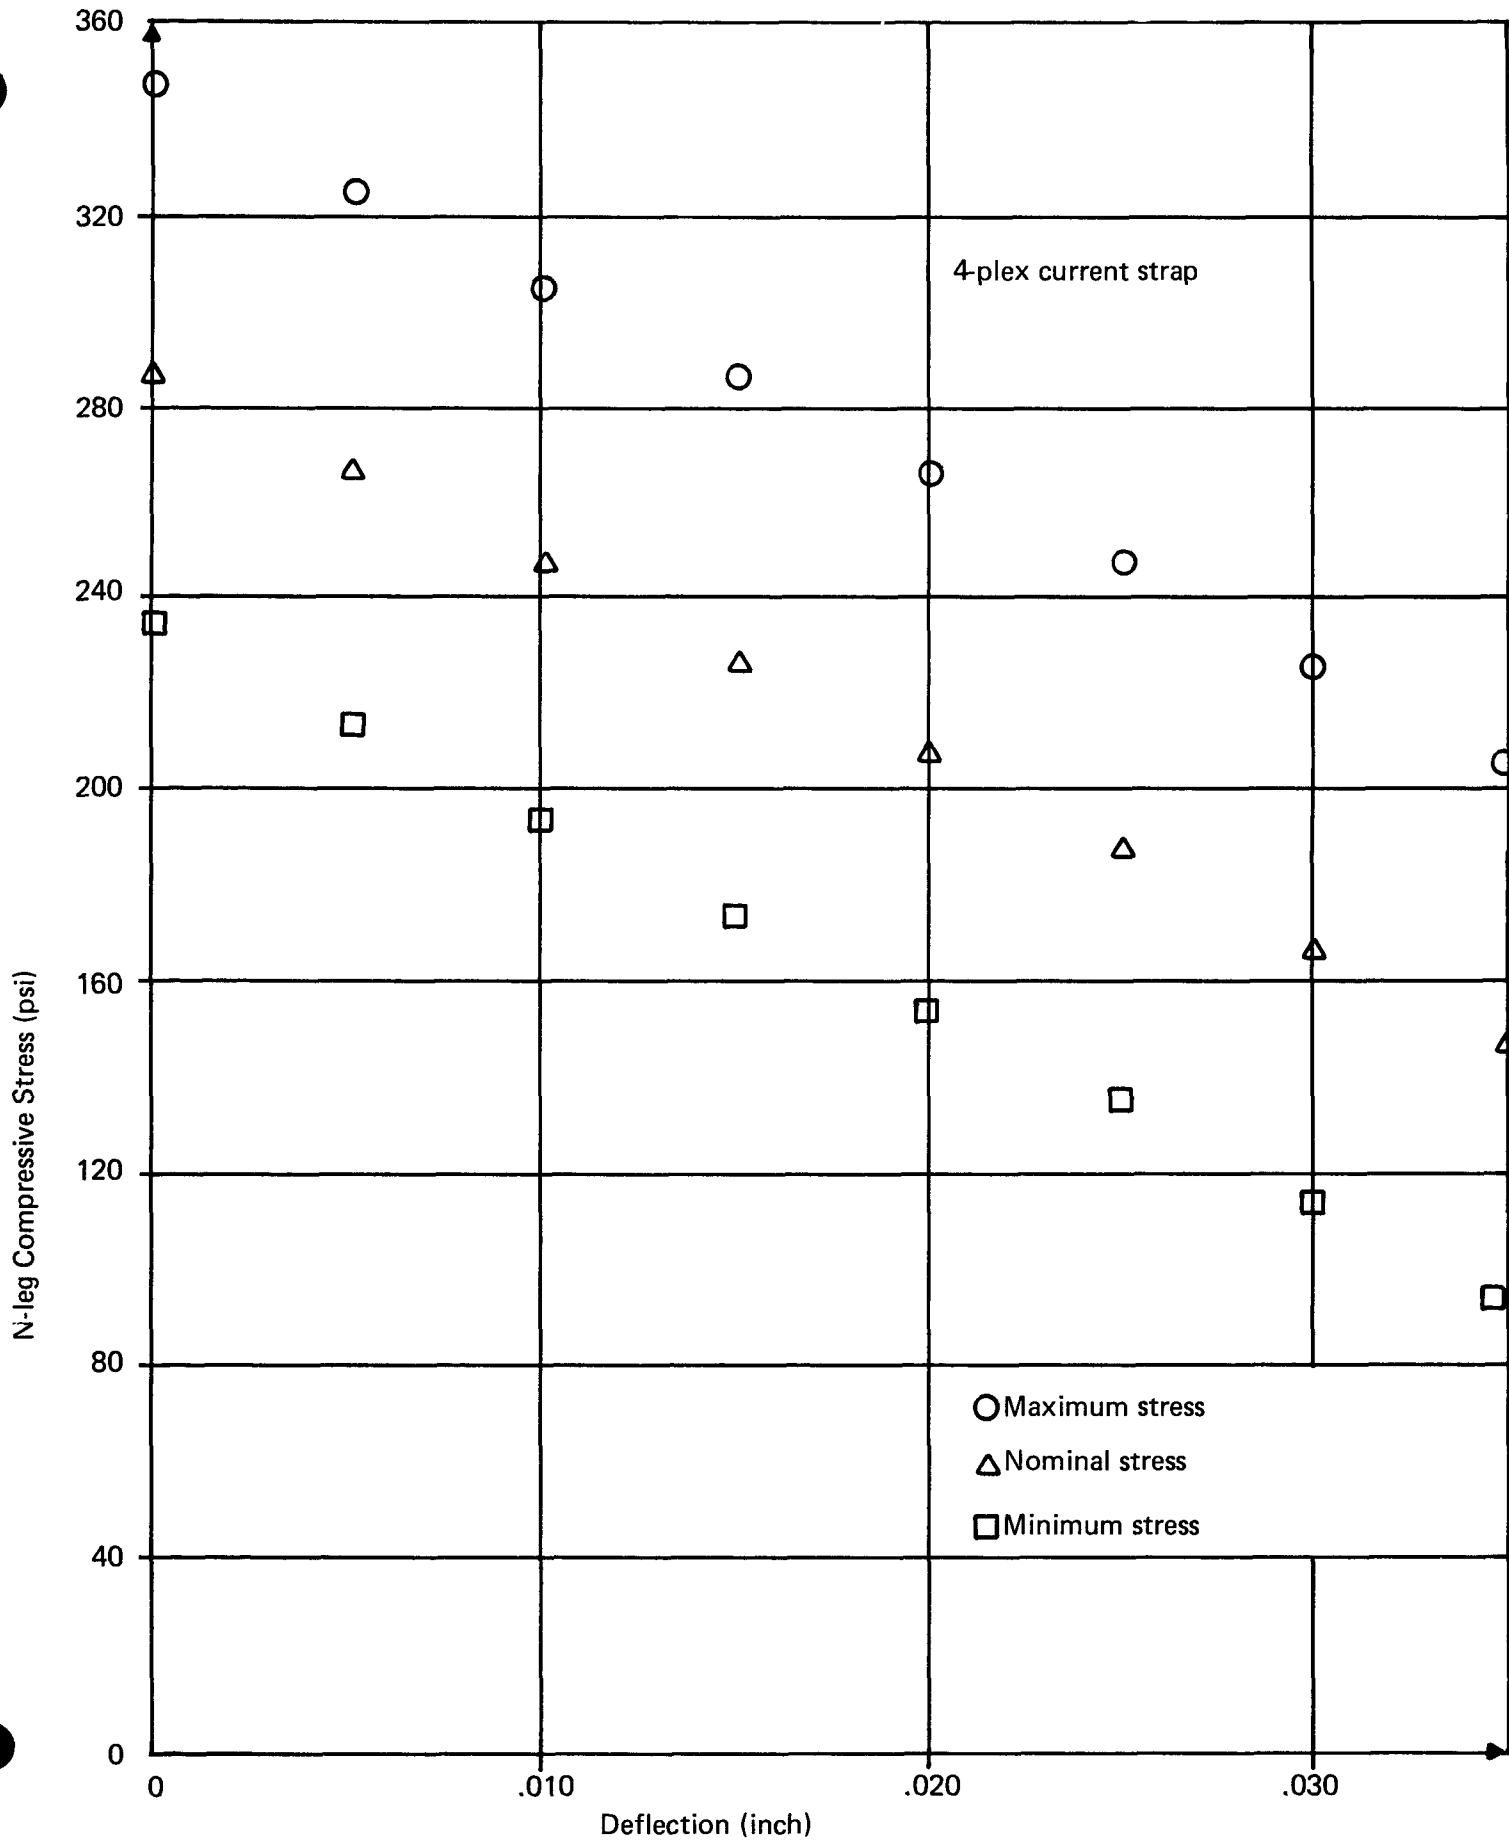 360
320
280
240
200
160
120
80
40
0
N-leg Compressive Stress (psi)
4-plex current strap
Maximum stress
Nominal stress
Minimum stress
0
.010
.020
.030
Deflection (inch)